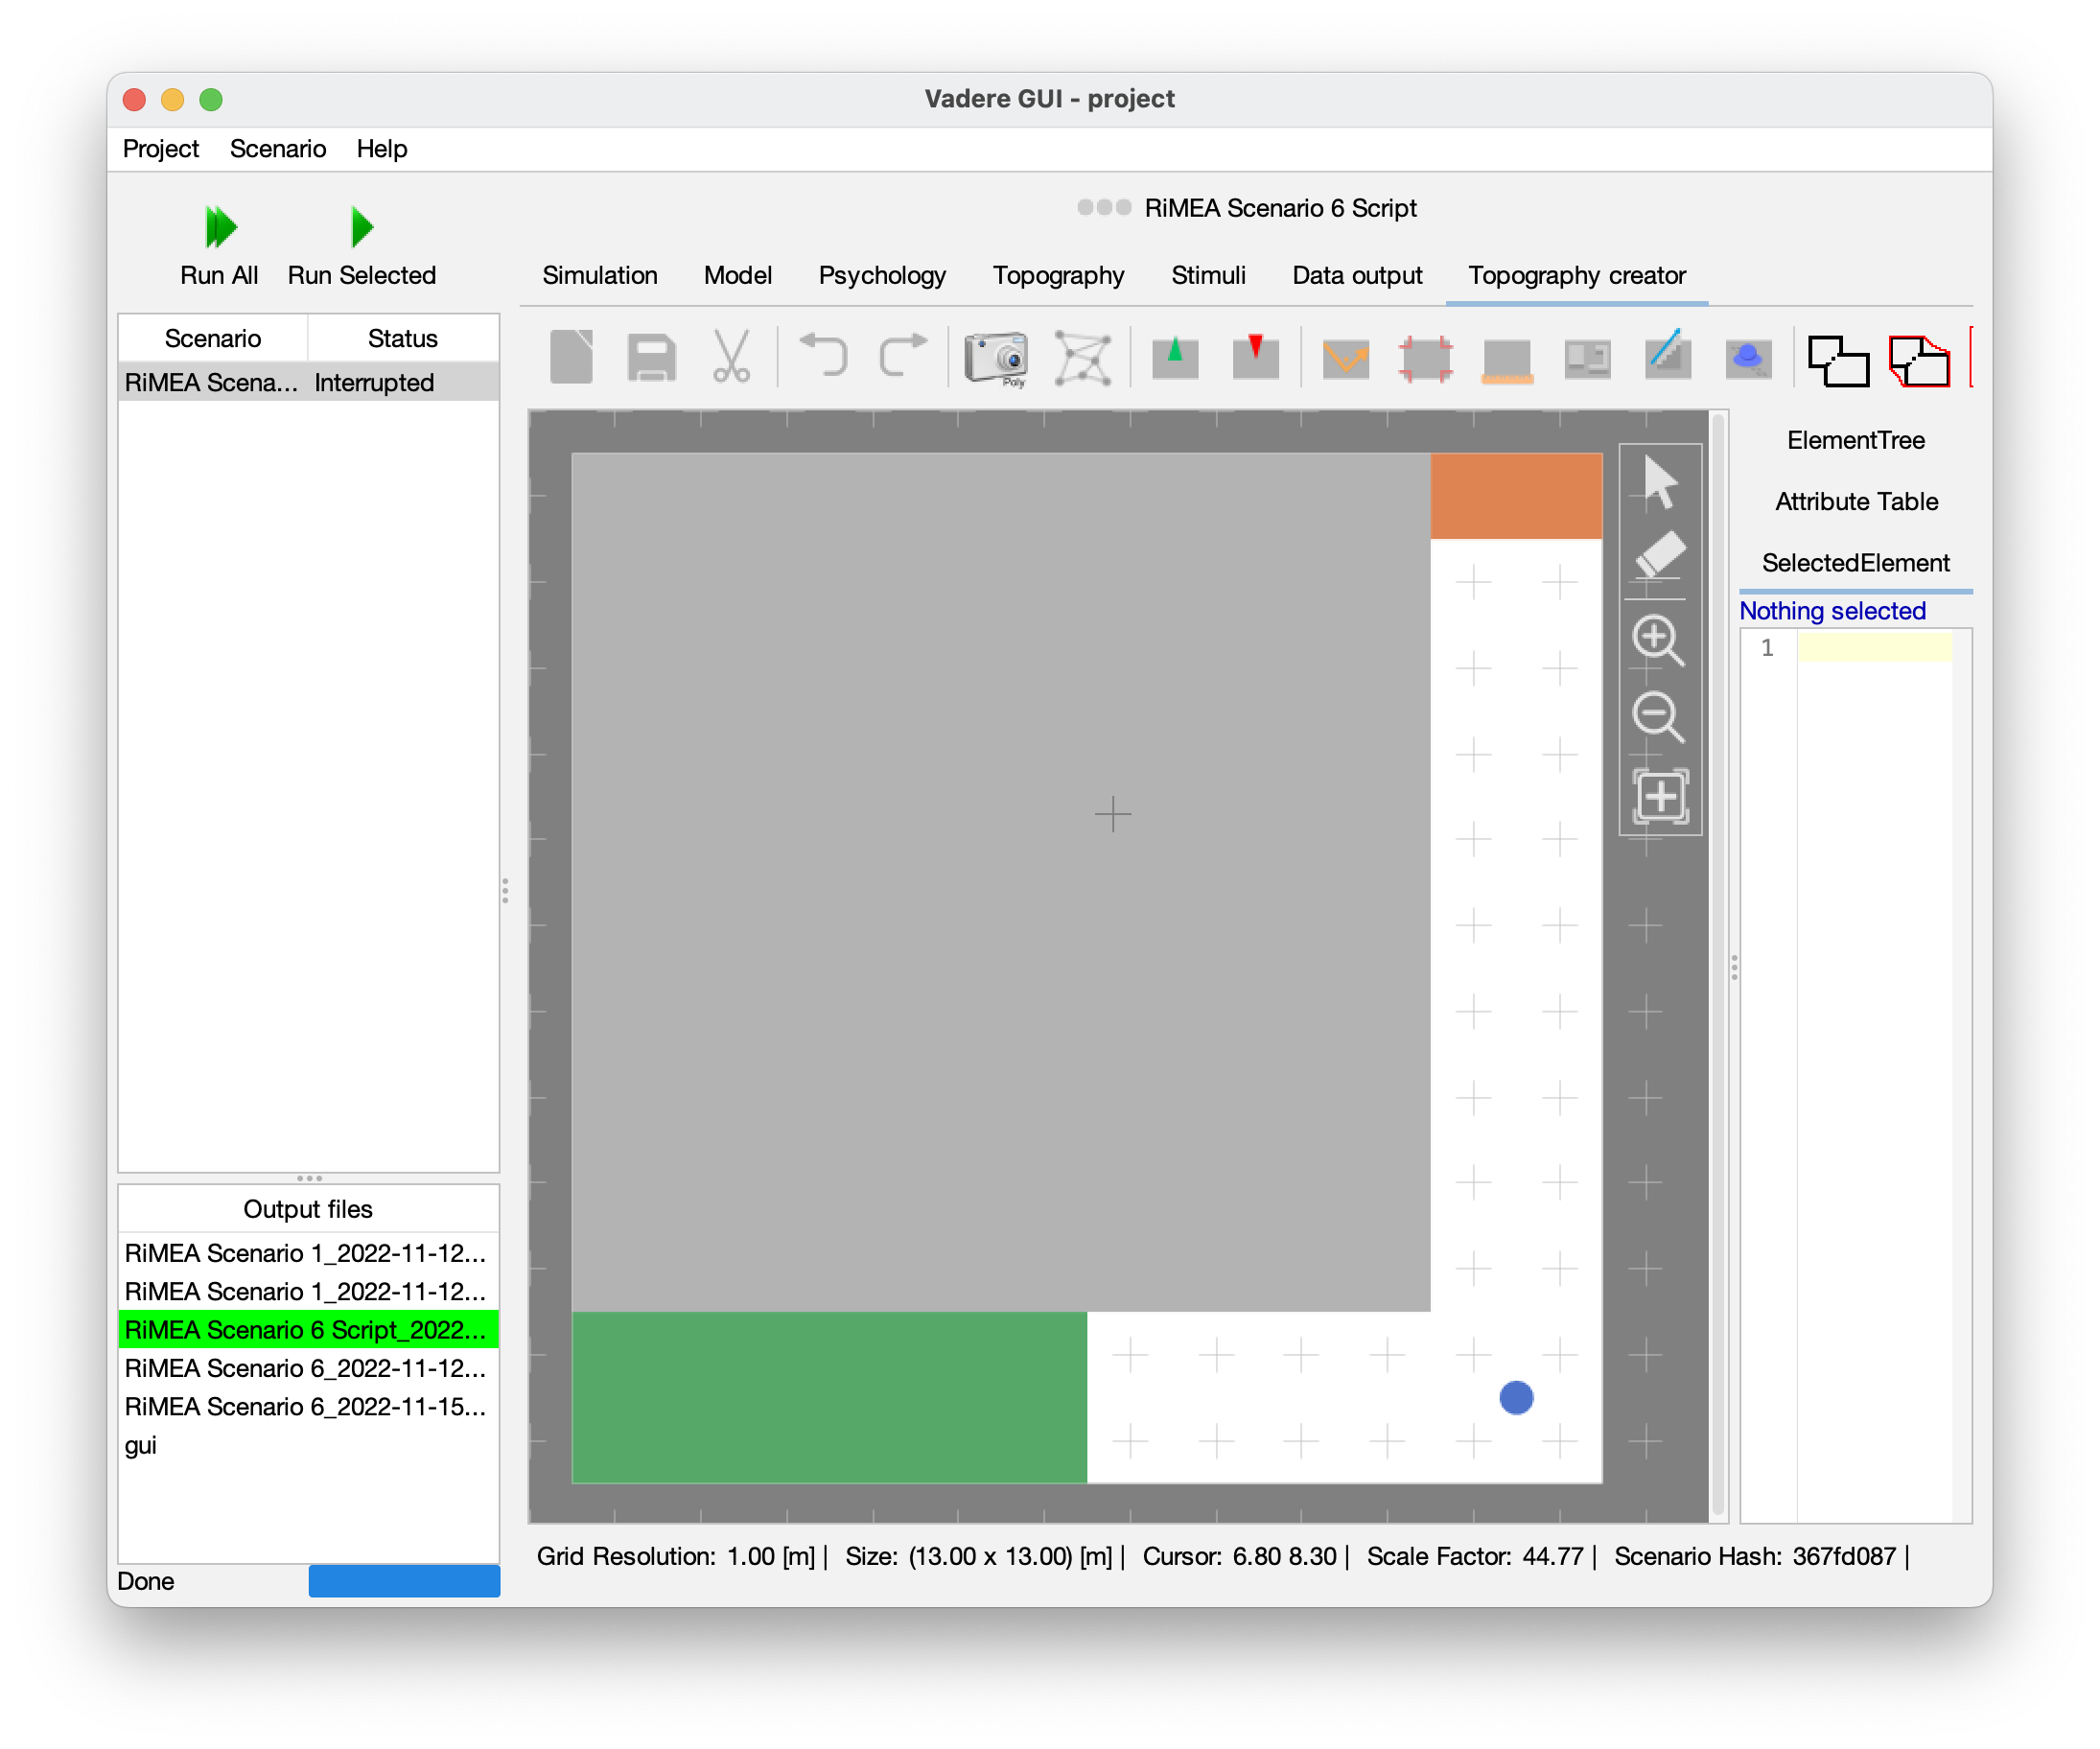 Vadere GUI - project
Project Scenario Help
RiMEA Scenario 6 Script
Run All Run Selected
Simulation Model Psychology Topography Stimuli Data output Topography creator
Scenario Status
RiMEA Scena... Interrupted
Poly
ElementTree
Attribute Table
SelectedElement
Nothing selected
1
Output files
RiMEA Scenario 1_2022-11-12...
RiMEA Scenario 1_2022-11-12...
RiMEA Scenario 6 Script_2022...
RiMEA Scenario 6_2022-11-12...
RiMEA Scenario 6_2022-11-15...
gui
Grid Resolution: 1.00 [m] | Size: (13.00 x 13.00) [m] | Cursor: 6.80 8.30 | Scale Factor: 44.77 | Scenario Hash: 367fd087 |
Done